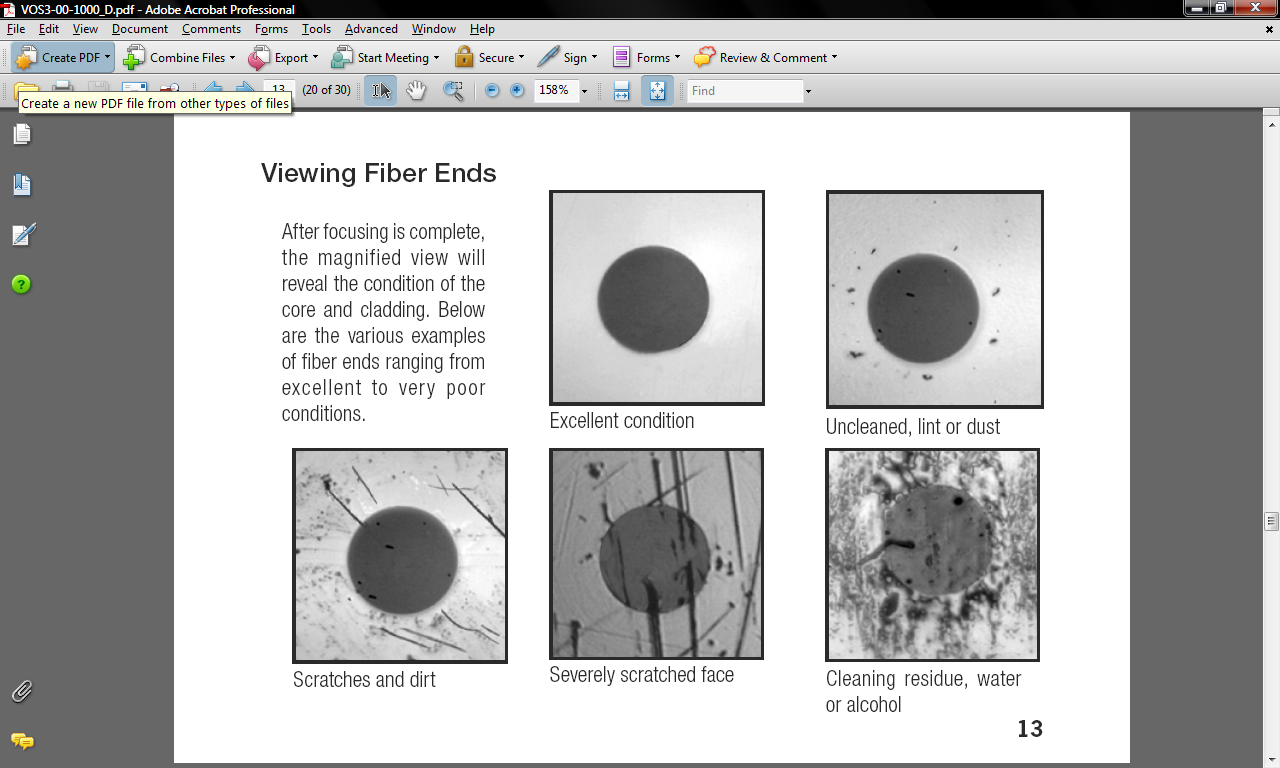 VOS3-00-1000_D.pdf - Adobe Acrobat Professional
File Edit View Document Comments Forms Tools Advanced Window Help
Create PDF Combine Files Export Start Meeting Secure Sign Forms Review & Comment
13 (20 of 30) 158% Find
Create a new PDF file from other types of files
Viewing Fiber Ends
After focusing is complete,
the magnified view will
reveal the condition of the
core and cladding. Below
are the various examples
of fiber ends ranging from
excellent to very poor
conditions.
Excellent condition
Uncleaned, lint or dust
Scratches and dirt
Severely scratched face
Cleaning residue, water
or alcohol
13